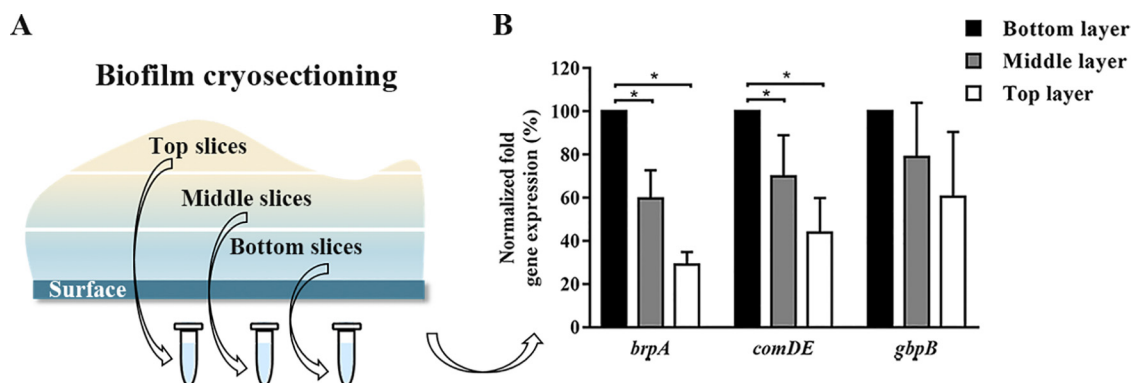 A
Biofilm cryosectioning
Top slices
Middle slices
Bottom slices
Surface
B
Bottom layer
Middle layer
Top layer
Normalized fold
gene expression (%)
120
100
80
60
40
20
0
*
*
*
*
brpA
comDE
gbpB